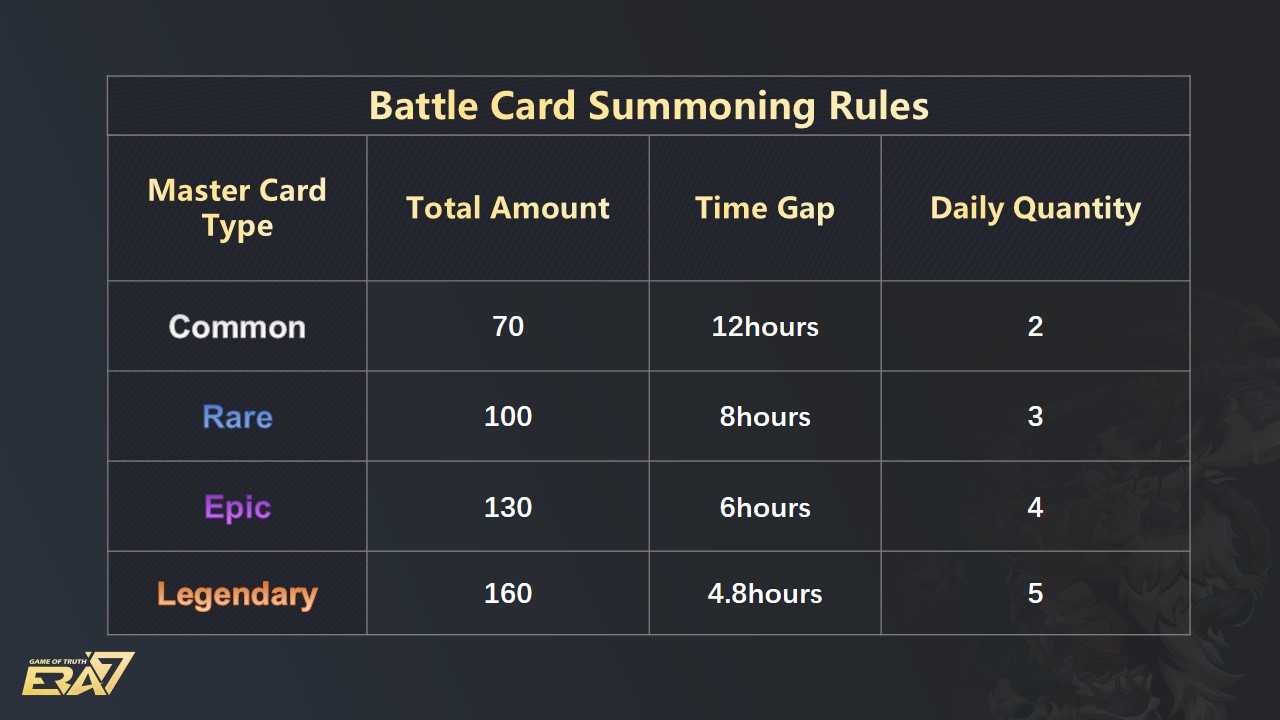 Battle Card Summoning Rules
Master Card
Type
Total Amount
Time Gap
Daily Quantity
Common
70
12hours
2
Rare
100
8hours
3
Epic
130
6hours
4
Legendary
160
4.8hours
5
GAME OF TRUTH
ERA7